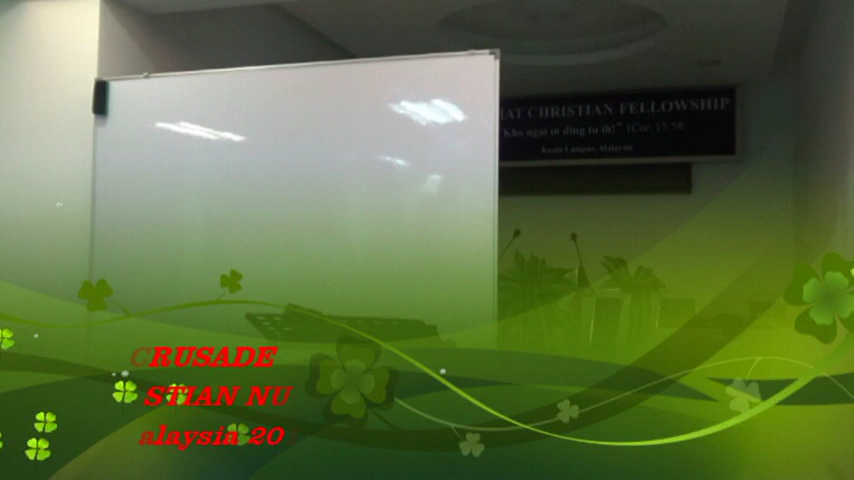 HAT CHRISTIAN FELLOWSHIP
Kho ngai in ding tu ih!" 1Cor. 15:58
Kuala Lumpur, Malaysia
CRUSADE
STIAN NU
alaysia 20